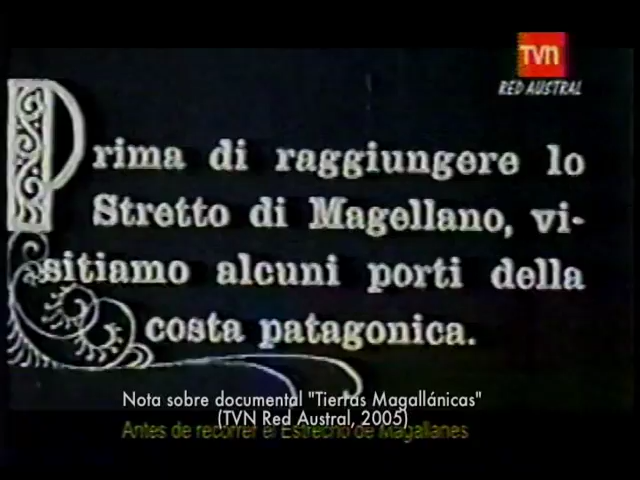 TVN
RED AUSTRAL
Prima di raggiungere lo
Stretto di Magellano, vi-
sitiamo alcuni porti della
costa patagonica.
Nota sobre documental "Tierras Magallánicas"
(TVN Red Austral, 2005)
Antes de recorrer el Estrecho de Magallanes